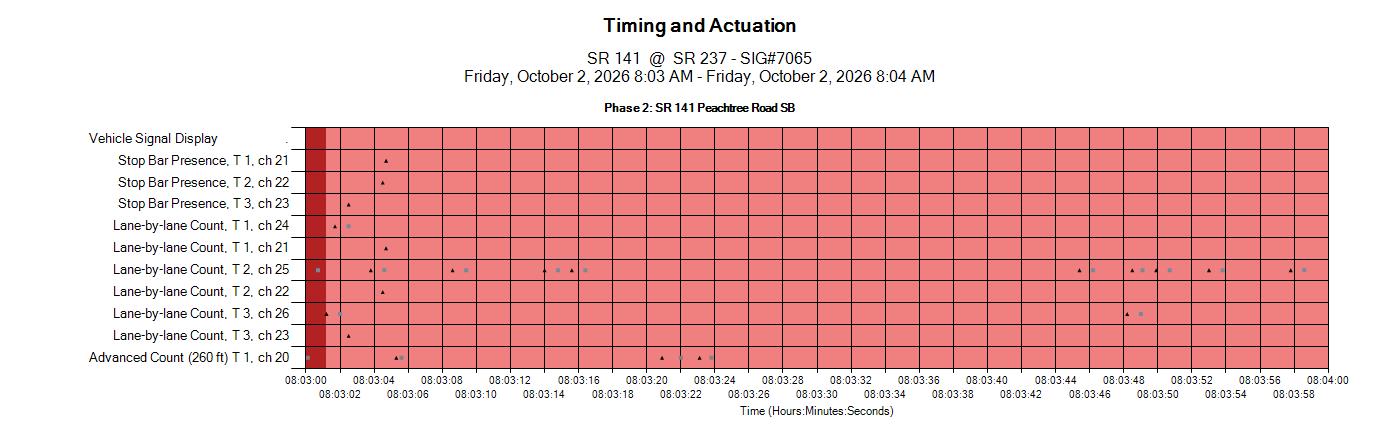 Timing and Actuation
SR 141 @ SR 237 - SIG#7065
Friday, October 2, 2026 8:03 AM - Friday, October 2, 2026 8:04 AM
Phase 2: SR 141 Peachtree Road SB
Vehicle Signal Display .
Stop Bar Presence, T 1, ch 21
Stop Bar Presence, T 2, ch 22
Stop Bar Presence, T 3, ch 23
Lane-by-lane Count, T 1, ch 24
Lane-by-lane Count, T 1, ch 21
Lane-by-lane Count, T 2, ch 25
Lane-by-lane Count, T 2, ch 22
Lane-by-lane Count, T 3, ch 26
Lane-by-lane Count, T 3, ch 23
Advanced Count (260 ft) T 1, ch 20
08:03:00 08:03:04 08:03:08 08:03:12 08:03:16 08:03:20 08:03:24 08:03:28 08:03:32 08:03:36 08:03:40 08:03:44 08:03:48 08:03:52 08:03:56 08:04:00
08:03:02 08:03:06 08:03:10 08:03:14 08:03:18 08:03:22 08:03:26 08:03:30 08:03:34 08:03:38 08:03:42 08:03:46 08:03:50 08:03:54 08:03:58
Time (Hours:Minutes:Seconds)